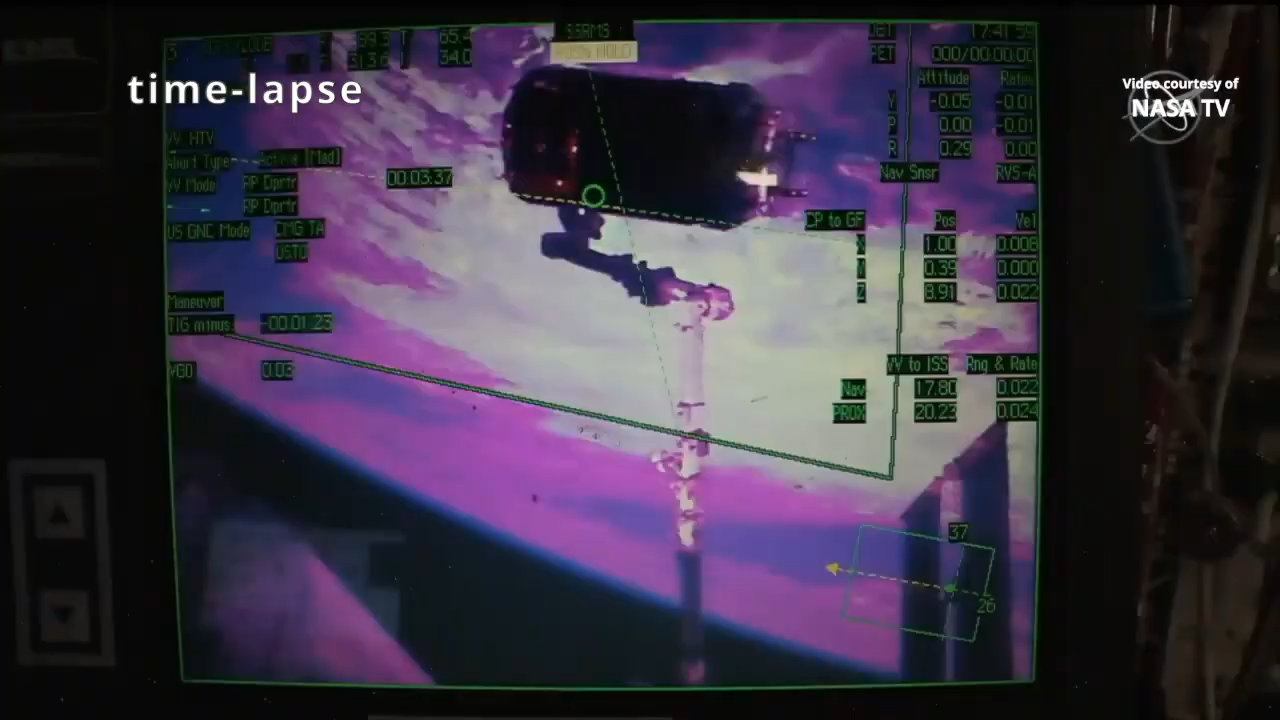 SSRMS
time-lapse
Video courtesy of
NASA TV
17:41:59
PET 000/00:00:00
Attitude Rates
Y -0.05 -0.01
P 0.00 -0.01
R 0.29 0.00
Nav Snsr RVS-A
VV HTV
Abort Type Active [Mod]
VV Mode RP Dprtr 00:03:37
RP Dprtr
US GNC Mode CMG TA
USTO
CP to GF Pos Vel
X 1.00 0.008
Y 0.39 0.000
Z 8.91 0.022
Maneuver
TIG minus -00:01:23
VGO 0.03
VV to ISS Rng & Rate
Nav 17.80 0.022
PROX 20.23 0.024
37
26